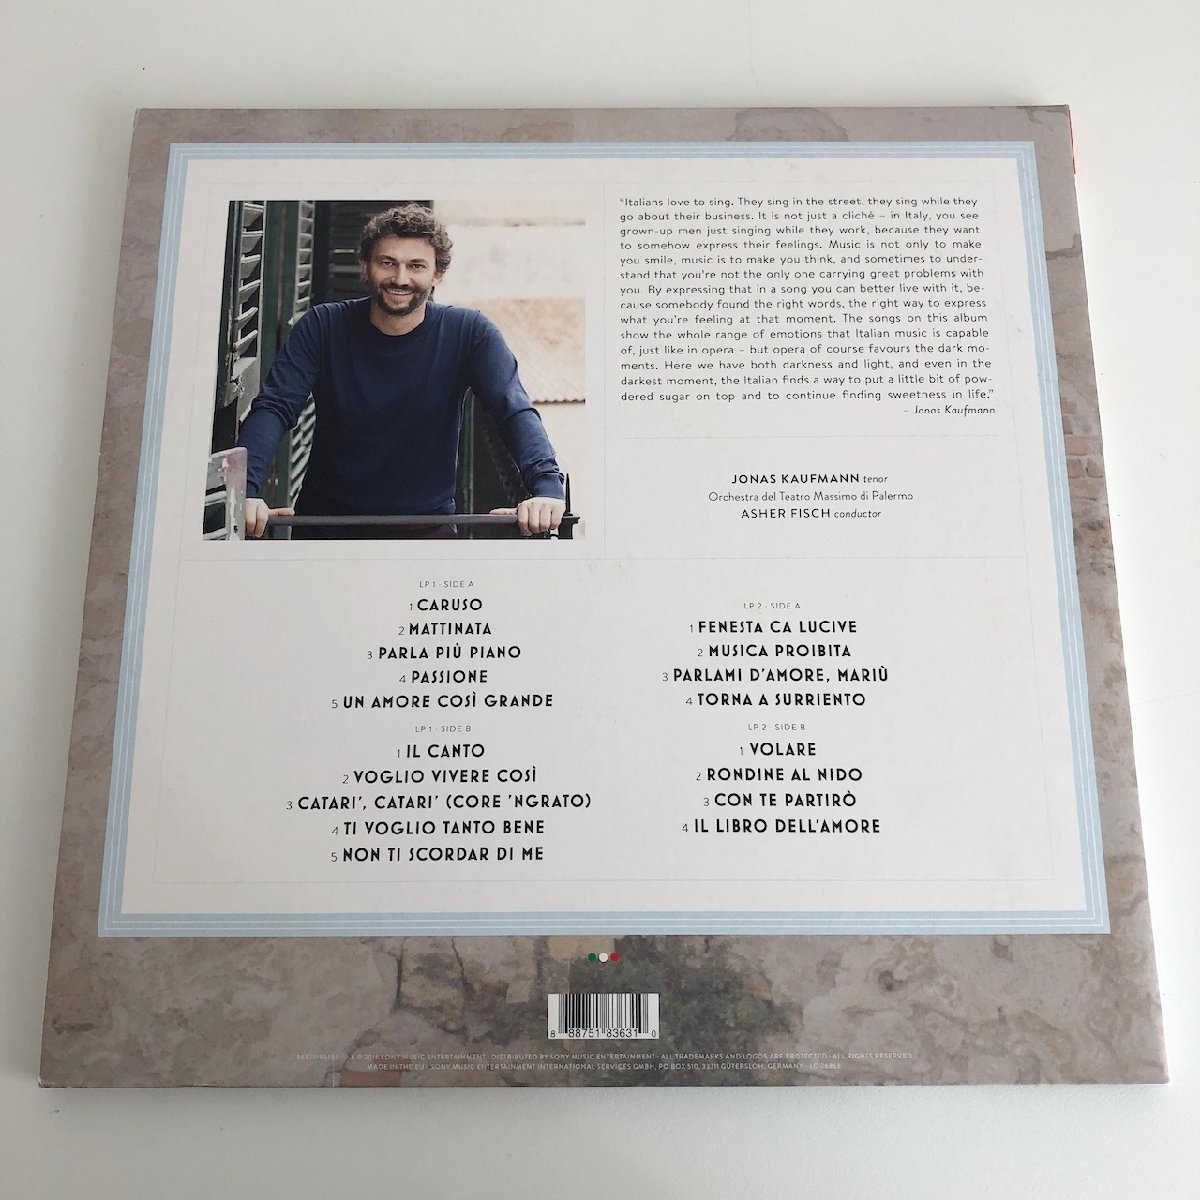 “Italians love to sing. They sing in the street, they sing while they
go about their business. It is not just a cliché – in Italy, you see
grown-up men just singing while they work, because they want
to somehow express their feelings. Music is not only to make
you smile, music is to make you think, and sometimes to under-
stand that you’re not the only one carrying great problems with
you. By expressing that in a song you can better live with it, be-
cause somebody found the right words, the right way to express
what you’re feeling at that moment. The songs on this album
show the whole range of emotions that Italian music is capable
of, just like in opera – but opera of course favours the dark mo-
ments. Here we have both darkness and light, and even in the
darkest moment, the Italian finds a way to put a little bit of pow-
dered sugar on top and to continue finding sweetness in life.”
– Jonas Kaufmann
JONAS KAUFMANN tenor
Orchestra del Teatro Massimo di Palermo
ASHER FISCH conductor
LP 1 · SIDE A
1 CARUSO
2 MATTINATA
3 PARLA PIÙ PIANO
4 PASSIONE
5 UN AMORE COSÌ GRANDE
LP 1 · SIDE B
1 IL CANTO
2 VOGLIO VIVERE COSÌ
3 CATARI’, CATARI’ (CORE ’NGRATO)
4 TI VOGLIO TANTO BENE
5 NON TI SCORDAR DI ME
LP 2 · SIDE A
1 FENESTA CA LUCIVE
2 MUSICA PROIBITA
3 PARLAMI D’AMORE, MARIÙ
4 TORNA A SURRIENTO
LP 2 · SIDE B
1 VOLARE
2 RONDINE AL NIDO
3 CON TE PARTIRÒ
4 IL LIBRO DELL’AMORE
8 88751 83631 0
© 2016 SONY MUSIC ENTERTAINMENT · DISTRIBUTED BY SONY MUSIC ENTERTAINMENT · ALL TRADEMARKS AND LOGOS ARE PROTECTED · ALL RIGHTS RESERVED
MADE IN THE EU · SONY MUSIC ENTERTAINMENT INTERNATIONAL SERVICES GMBH, PO BOX 510, 33311 GÜTERSLOH, GERMANY · LC 06868